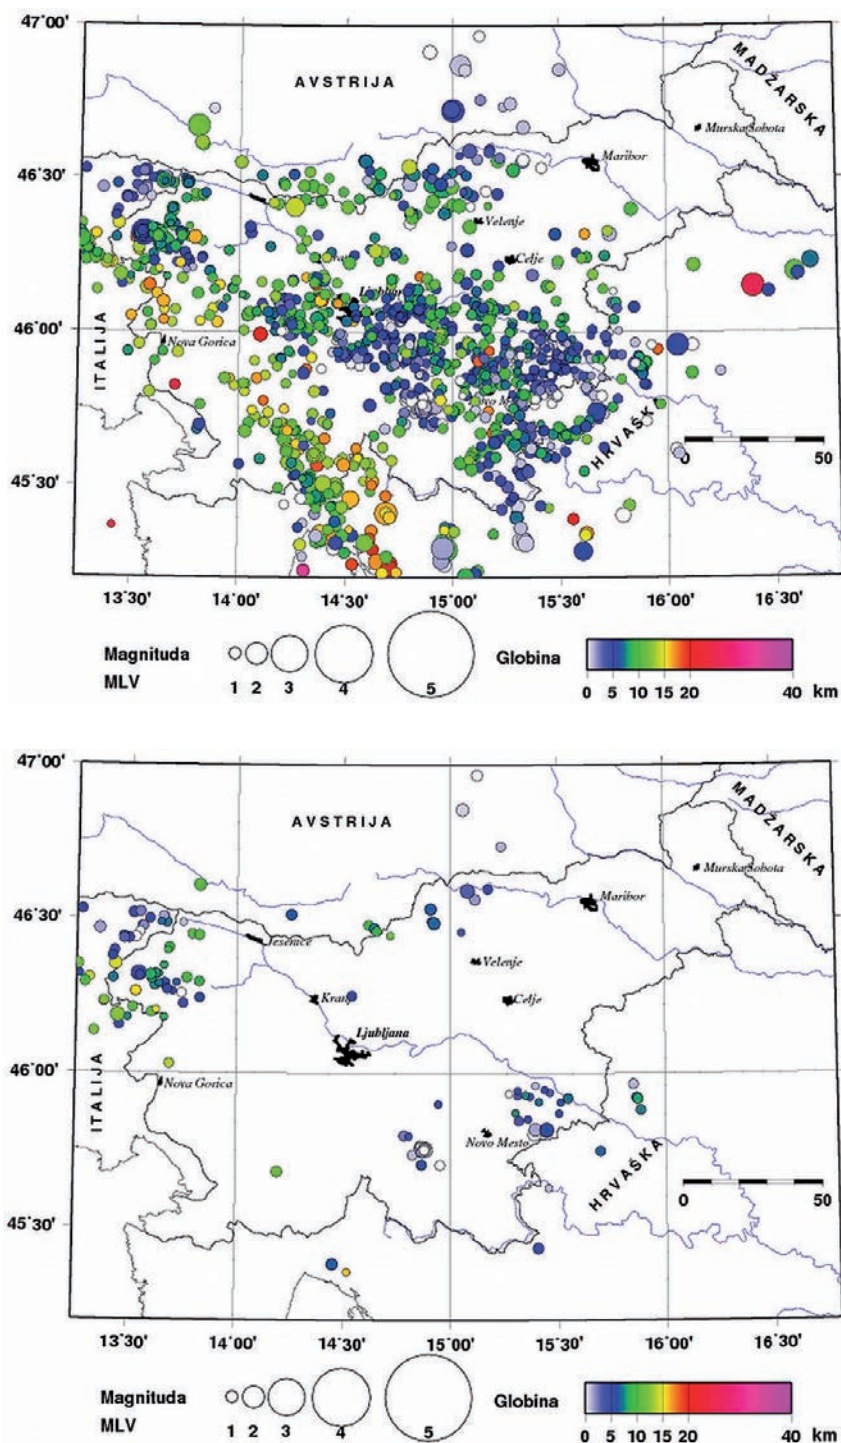 47˚00'
AVSTRIJA
MADŽARSKA
Murska Sobota
46˚30'
Maribor
Velenje
Celje
46˚00'
ITALIJA
Nova Gorica
HRVAŠKA
0 50
45˚30'
13˚30' 14˚00' 14˚30' 15˚00' 15˚30' 16˚00' 16˚30'
Magnituda
MLV
1 2 3 4 5
Globina
0 5 10 15 20 40 km
47˚00'
AVSTRIJA
MADŽARSKA
Murska Sobota
46˚30'
Maribor
Jesenice
Velenje
Kranj
Celje
Ljubljana
46˚00'
ITALIJA
Nova Gorica
Novo Mesto
HRVAŠKA
0 50
45˚30'
13˚30' 14˚00' 14˚30' 15˚00' 15˚30' 16˚00' 16˚30'
Magnituda
MLV
1 2 3 4 5
Globina
0 5 10 15 20 40 km